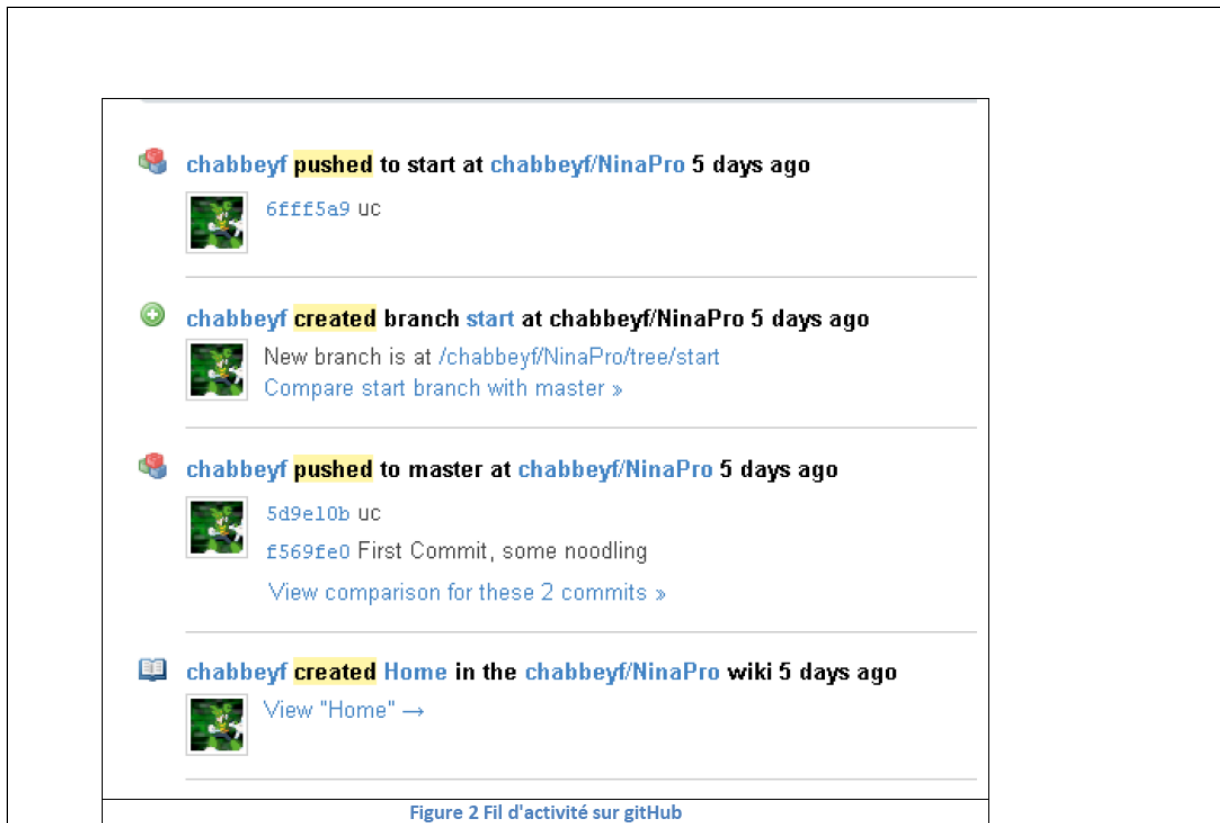 chabbeyf pushed to start at chabbeyf/NinaPro 5 days ago
6fff5a9 uc
chabbeyf created branch start at chabbeyf/NinaPro 5 days ago
New branch is at /chabbeyf/NinaPro/tree/start
Compare start branch with master »
chabbeyf pushed to master at chabbeyf/NinaPro 5 days ago
5d9e10b uc
f569fe0 First Commit, some noodling
View comparison for these 2 commits »
chabbeyf created Home in the chabbeyf/NinaPro wiki 5 days ago
View "Home" →
Figure 2 Fil d'activité sur gitHub